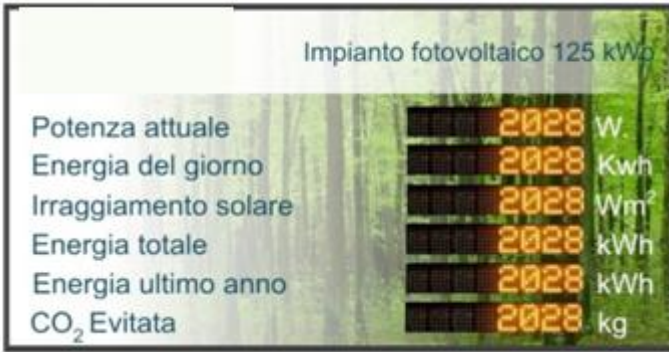 Impianto fotovoltaico 125 kWp
Potenza attuale 2028 W.
Energia del giorno 2028 Kwh
Irraggiamento solare 2028 Wm²
Energia totale 2028 kWh
Energia ultimo anno 2028 kWh
CO₂ Evitata 2028 kg